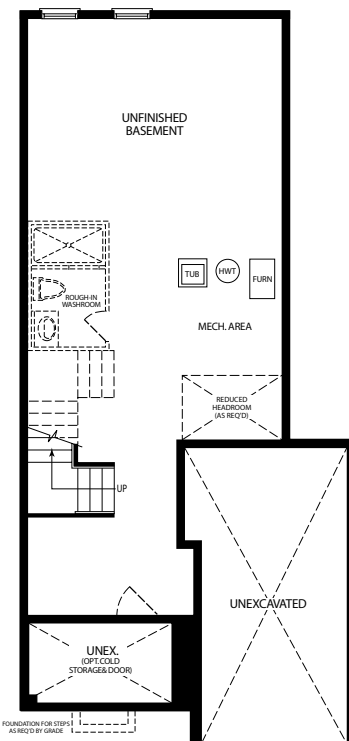 UNFINISHED
BASEMENT
TUB
HWT
FURN
ROUGH-IN
WASHROOM
MECH. AREA
REDUCED
HEADROOM
(AS REQ'D)
UP
UNEXCAVATED
UNEX.
(OPT.COLD
STORAGE&DOOR)
FOUNDATION FOR STEPS
AS REQ'D BY GRADE